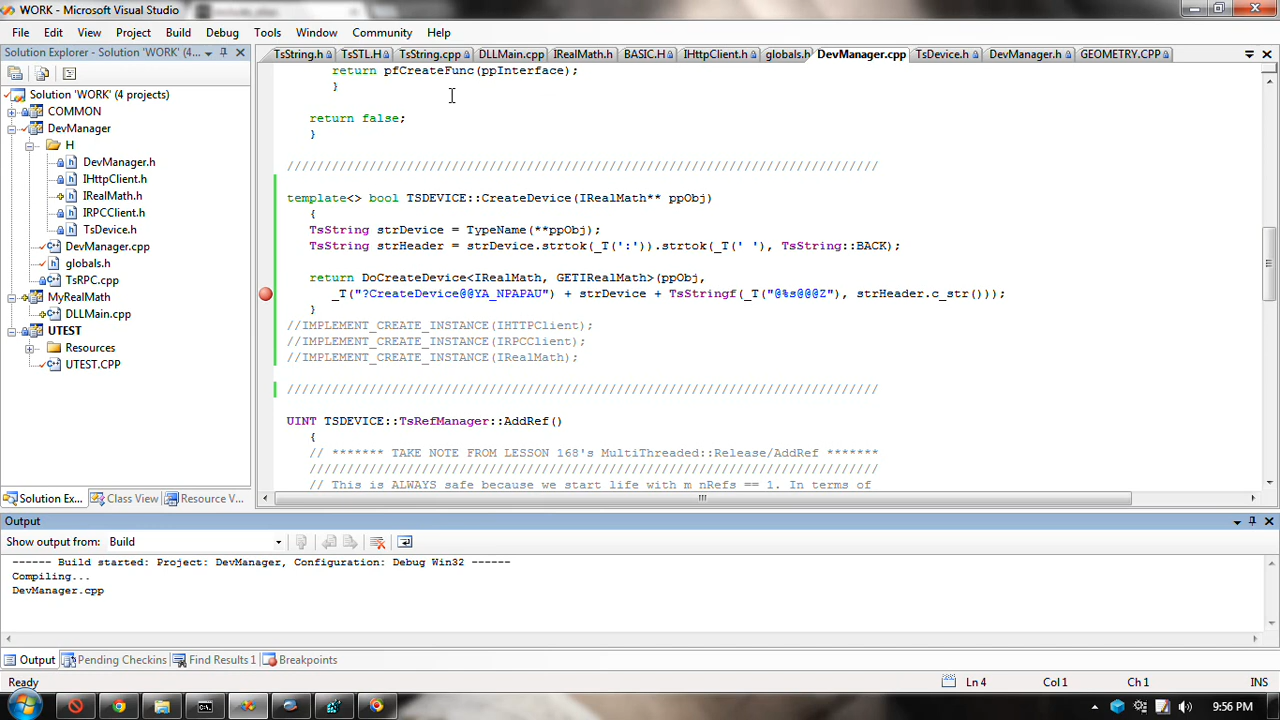 WORK - Microsoft Visual Studio
File Edit View Project Build Debug Tools Window Community Help
Solution Explorer - Solution 'WORK' (4...
TsString.h TsSTL.H TsString.cpp DLLMain.cpp IRealMath.h BASIC.H IHttpClient.h globals.h DevManager.cpp TsDevice.h DevManager.h GEOMETRY.CPP
Solution 'WORK' (4 projects)
COMMON
DevManager
H
DevManager.h
IHttpClient.h
IRealMath.h
IRPCClient.h
TsDevice.h
DevManager.cpp
globals.h
TsRPC.cpp
MyRealMath
DLLMain.cpp
UTEST
Resources
UTEST.CPP
return pfCreateFunc(ppInterface);
}
return false;
}
///////////////////////////////////////////////////////////////////////////////
template<> bool TSDEVICE::CreateDevice(IRealMath** ppObj)
{
TsString strDevice = TypeName(**ppObj);
TsString strHeader = strDevice.strtok(_T(':')).strtok(_T(' '), TsString::BACK);
return DoCreateDevice<IRealMath, GETIRealMath>(ppObj,
_T("?CreateDevice@@YA_NPAPAU") + strDevice + TsStringf(_T("@%s@@@Z"), strHeader.c_str()));
}
//IMPLEMENT_CREATE_INSTANCE(IHTTPClient);
//IMPLEMENT_CREATE_INSTANCE(IRPCClient);
//IMPLEMENT_CREATE_INSTANCE(IRealMath);
///////////////////////////////////////////////////////////////////////////////
UINT TSDEVICE::TsRefManager::AddRef()
{
// ******* TAKE NOTE FROM LESSON 168's MultiThreaded::Release/AddRef *******
///////////////////////////////////////////////////////////////////////////
// This is ALWAYS safe because we start life with m_nRefs == 1. In terms of
Solution Ex... Class View Resource V...
Output
Show output from: Build
------ Build started: Project: DevManager, Configuration: Debug Win32 ------
Compiling...
DevManager.cpp
Output Pending Checkins Find Results 1 Breakpoints
Ready Ln 4 Col 1 Ch 1 INS
9:56 PM